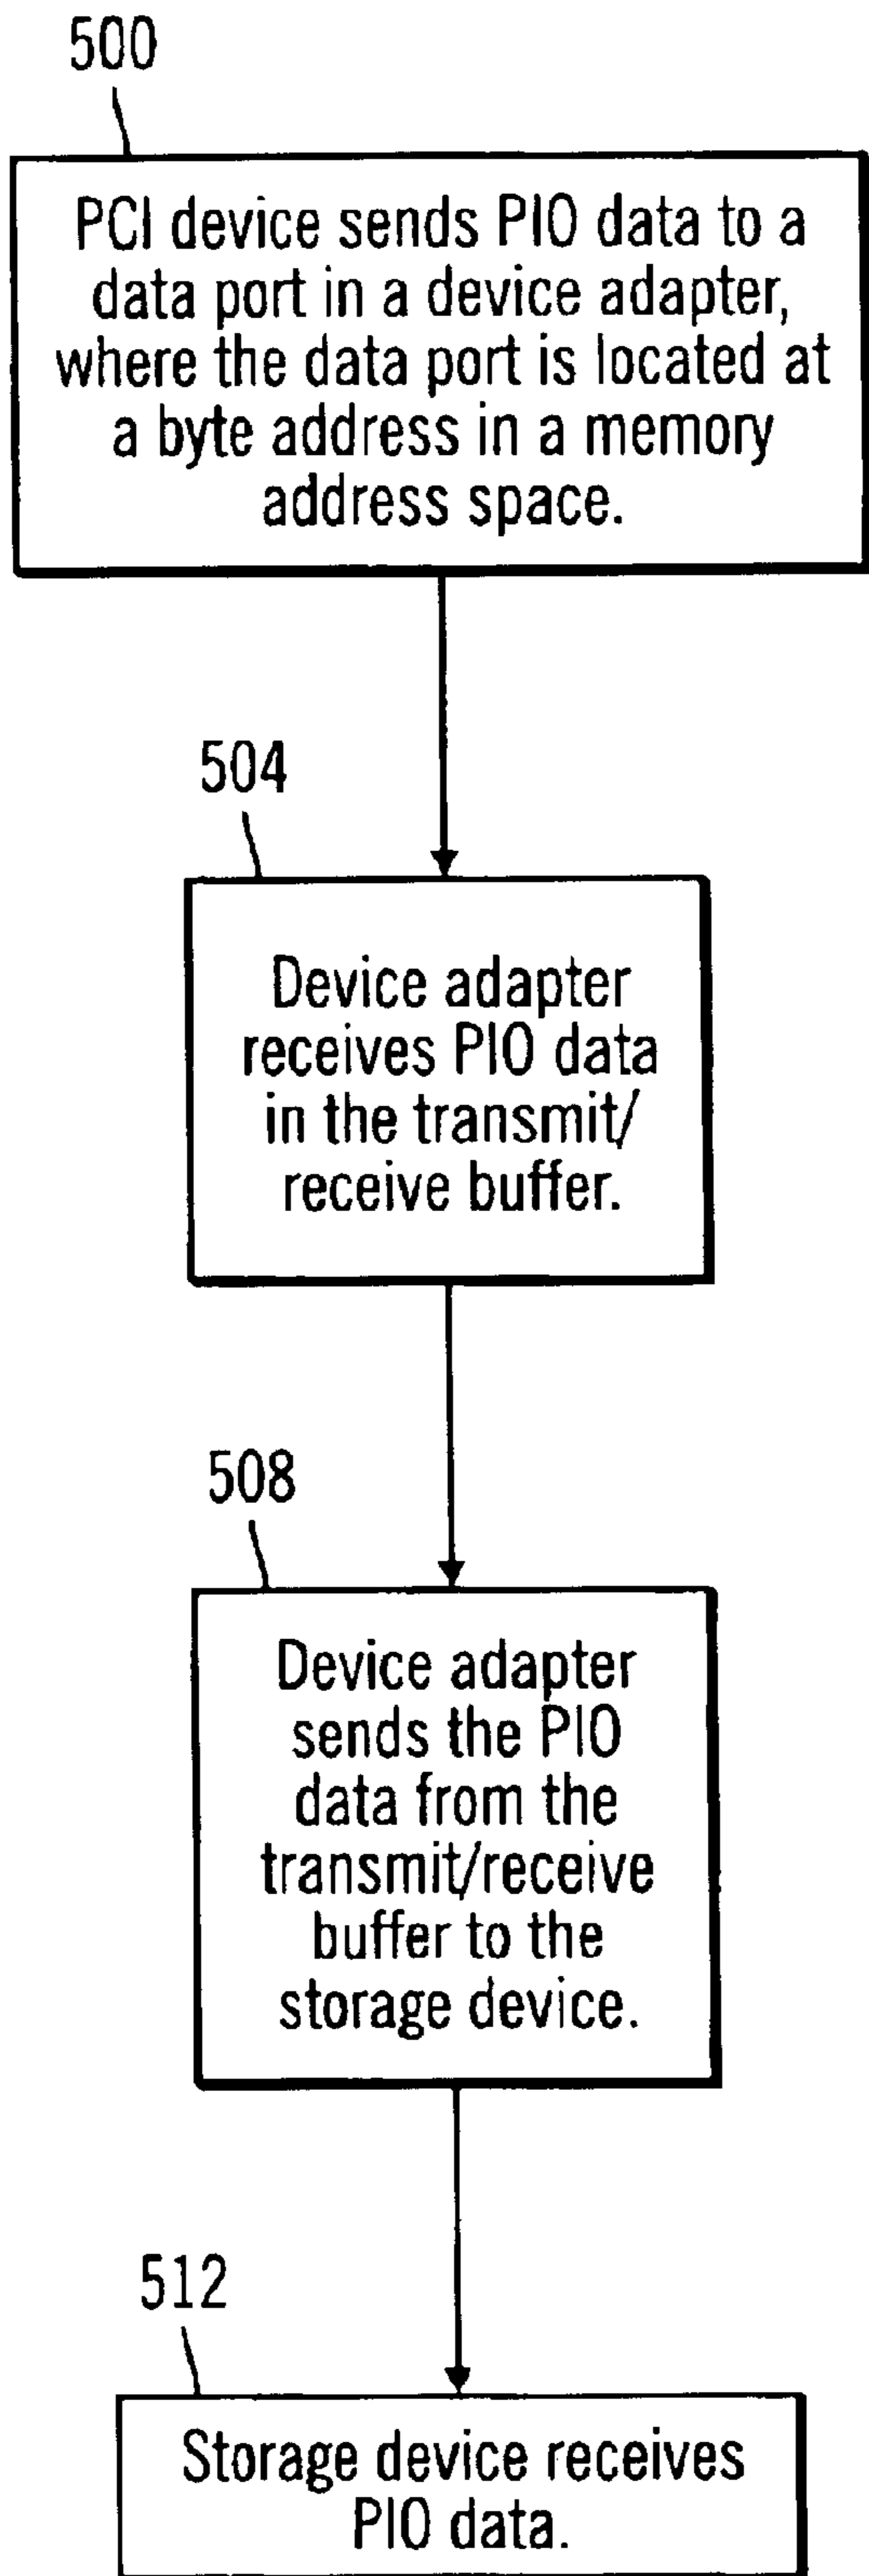 500
PCI device sends PIO data to a
data port in a device adapter,
where the data port is located at
a byte address in a memory
address space.
504
Device adapter
receives PIO data
in the transmit/
receive buffer.
508
Device adapter
sends the PIO
data from the
transmit/receive
buffer to the
storage device.
512
Storage device receives
PIO data.